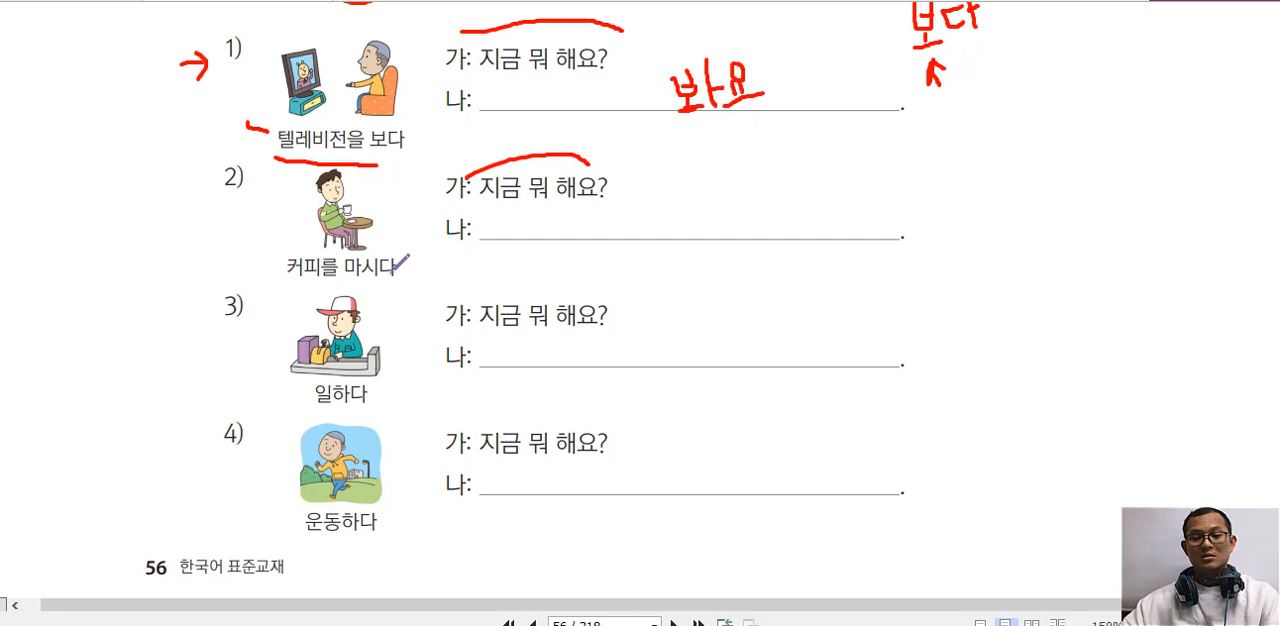 보다
1) 가: 지금 뭐 해요?
나: 봐요.
텔레비전을 보다
2) 가: 지금 뭐 해요?
나: .
커피를 마시다
3) 가: 지금 뭐 해요?
나: .
일하다
4) 가: 지금 뭐 해요?
나: .
운동하다
56 한국어 표준교재
56 / 218
150%